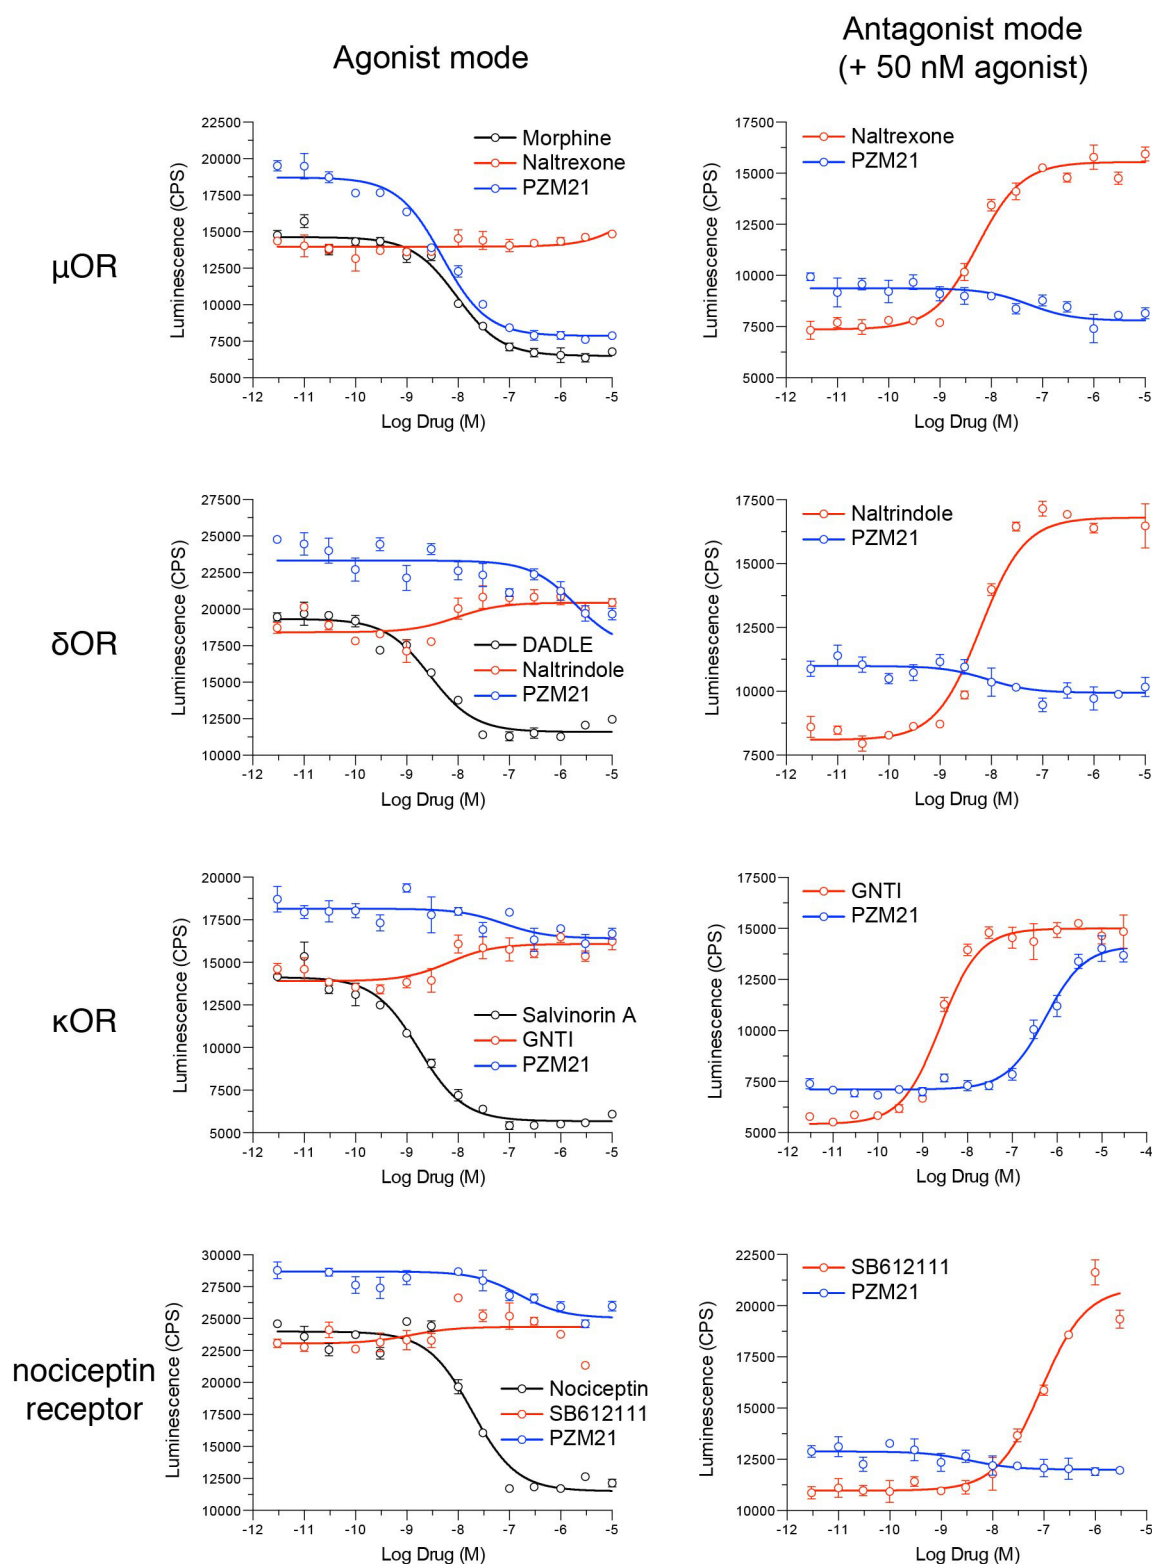 Agonist mode
Antagonist mode
(+ 50 nM agonist)
μOR
Luminescence (CPS)
22500
20000
17500
15000
12500
10000
7500
5000
Morphine
Naltrexone
PZM21
-12 -11 -10 -9 -8 -7 -6 -5
Log Drug (M)
Luminescence (CPS)
17500
15000
12500
10000
7500
5000
Naltrexone
PZM21
-12 -11 -10 -9 -8 -7 -6 -5
Log Drug (M)
δOR
Luminescence (CPS)
27500
25000
22500
20000
17500
15000
12500
10000
DADLE
Naltrindole
PZM21
-12 -11 -10 -9 -8 -7 -6 -5
Log Drug (M)
Luminescence (CPS)
17500
15000
12500
10000
7500
Naltrindole
PZM21
-12 -11 -10 -9 -8 -7 -6 -5
Log Drug (M)
κOR
Luminescence (CPS)
20000
17500
15000
12500
10000
7500
5000
Salvinorin A
GNTI
PZM21
-12 -11 -10 -9 -8 -7 -6 -5
Log Drug (M)
Luminescence (CPS)
17500
15000
12500
10000
7500
5000
GNTI
PZM21
-12 -11 -10 -9 -8 -7 -6 -5 -4
Log Drug (M)
nociceptin
receptor
Luminescence (CPS)
30000
27500
25000
22500
20000
17500
15000
12500
10000
Nociceptin
SB612111
PZM21
-12 -11 -10 -9 -8 -7 -6 -5
Log Drug (M)
Luminescence (CPS)
22500
20000
17500
15000
12500
10000
SB612111
PZM21
-12 -11 -10 -9 -8 -7 -6 -5
Log Drug (M)